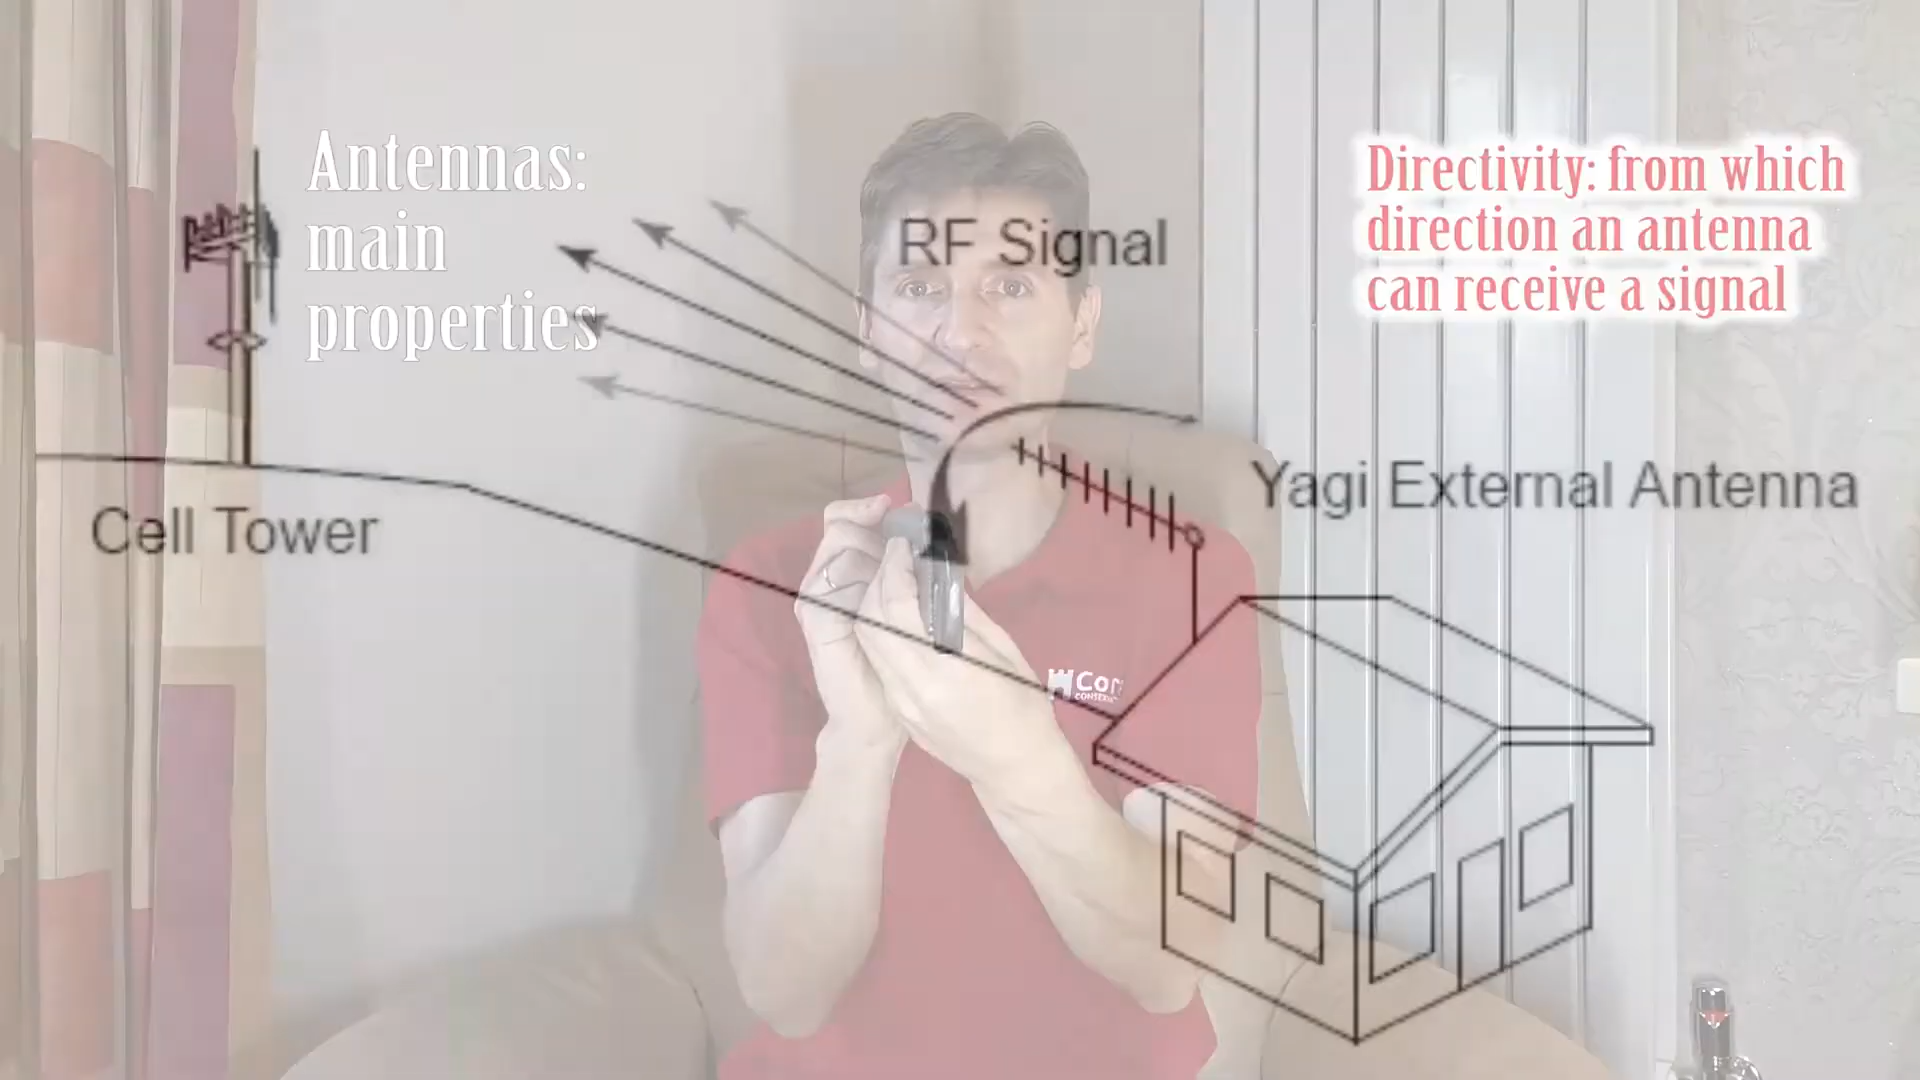 Antennas:
main
properties
Directivity: from which
direction an antenna
can receive a signal
RF Signal
Yagi External Antenna
Cell Tower